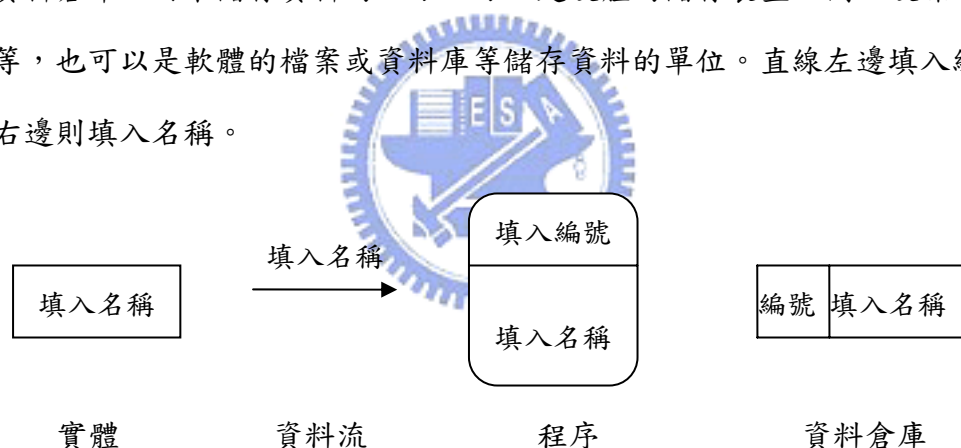 等，也可以是軟體的檔案或資料庫等儲存資料的單位。直線左邊填入
右邊則填入名稱。
E S A
填入編號
填入名稱
填入名稱
編號 填入名稱
填入名稱
實體 資料流 程序 資料倉庫